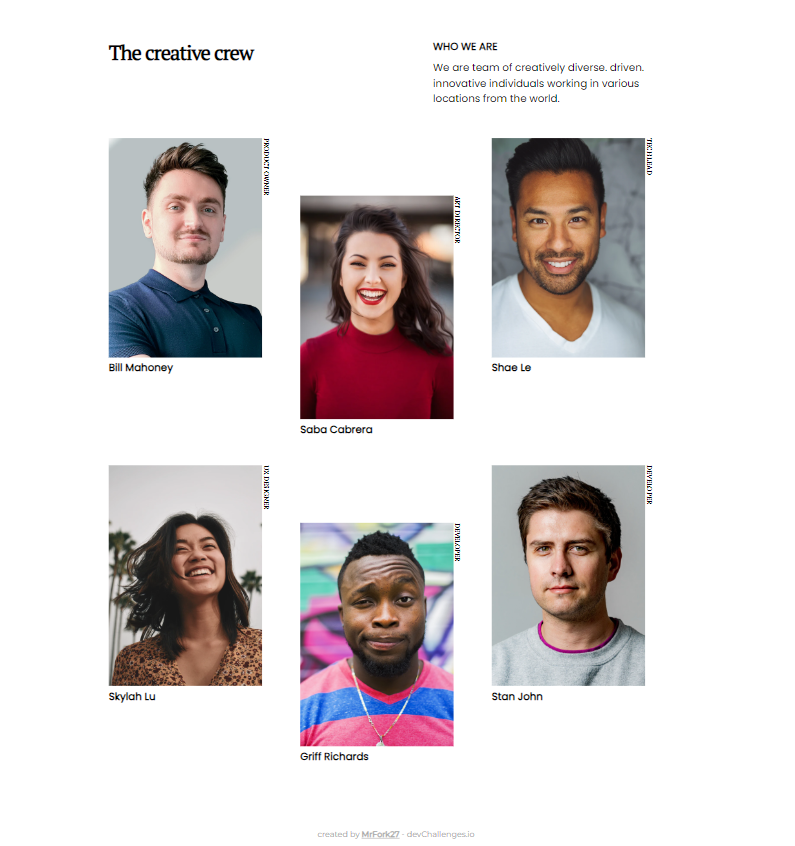 The creative crew
WHO WE ARE
We are team of creatively diverse. driven.
innovative individuals working in various
locations from the world.
PRODUCT OWNER
Bill Mahoney
ART DIRECTOR
Saba Cabrera
TECH LEAD
Shae Le
UX DESIGNER
Skylah Lu
DEVELOPER
Griff Richards
DEVELOPER
Stan John
created by MrFork27 - devChallenges.io